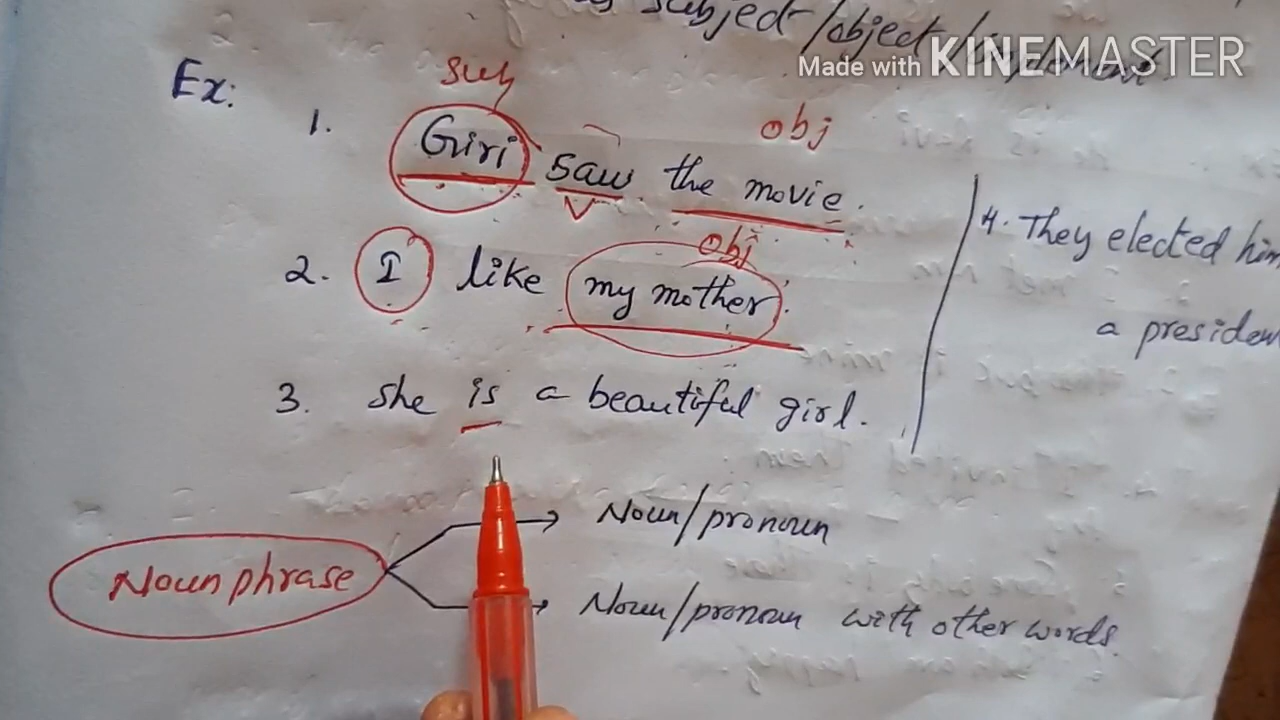 subject/object/
Made with KINEMASTER
Ex:
sub
obj
1. Giri saw the movie.
V
obj
2. I like my mother.
3. she is a beautiful girl.
4. They elected him
a presiden
Noun phrase
Noun/pronoun
Noun/pronoun with other words.